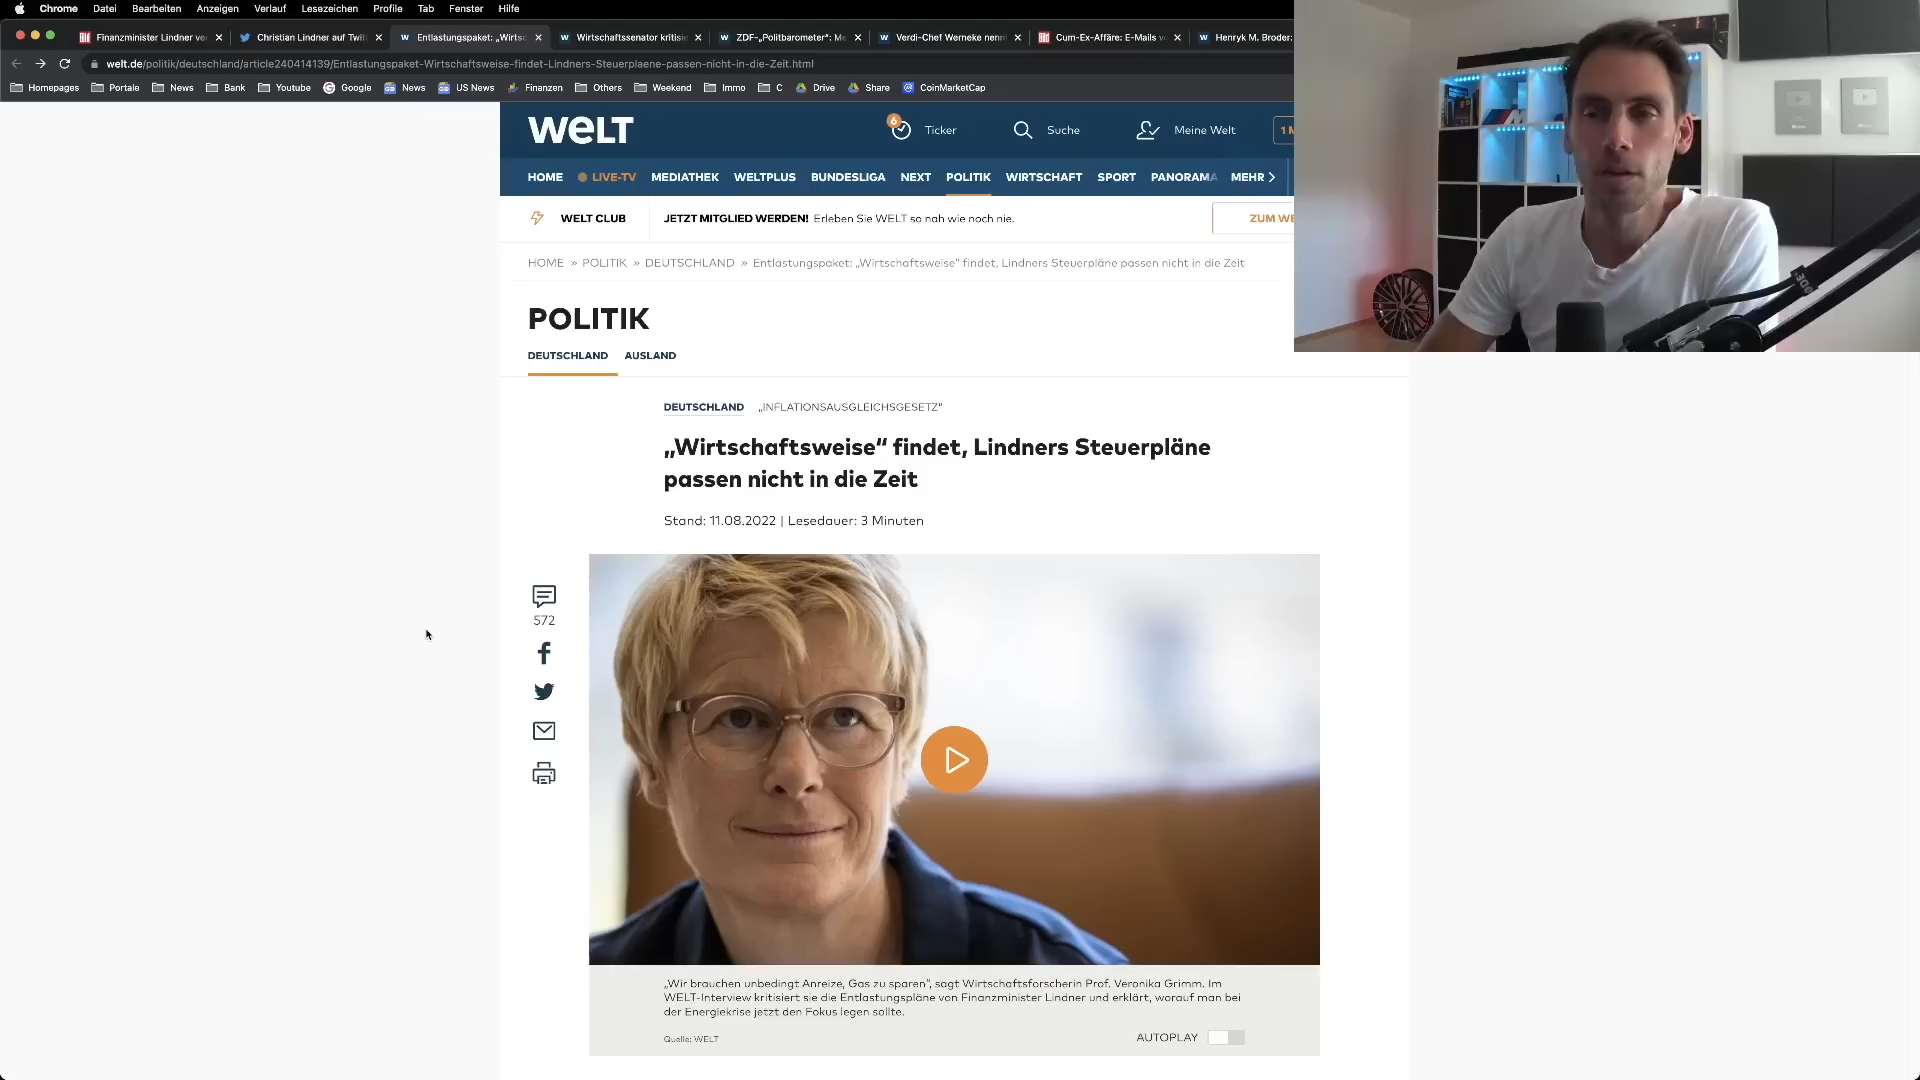 Chrome Datei Bearbeiten Anzeigen Verlauf Lesezeichen Profile Tab Fenster Hilfe
Finanzminister Lindner ve Christian Lindner auf Twit Entlastungspaket: „Wirts Wirtschaftssenator kritisi ZDF-„Politbarometer“: Me Verdi-Chef Werneke nenn Cum-Ex-Affäre: E-Mails v Henryk M. Broder:
welt.de/politik/deutschland/article240414139/Entlastungspaket-Wirtschaftsweise-findet-Lindners-Steuerplaene-passen-nicht-in-die-Zeit.html
Homepages Portale News Bank Youtube Google News US News Finanzen Others Weekend Immo C Drive Share CoinMarketCap
WELT 6 Ticker Suche Meine Welt 1 M
HOME LIVE-TV MEDIATHEK WELTPLUS BUNDESLIGA NEXT POLITIK WIRTSCHAFT SPORT PANORAMA MEHR
WELT CLUB JETZT MITGLIED WERDEN! Erleben Sie WELT so nah wie noch nie. ZUM WE
HOME » POLITIK » DEUTSCHLAND » Entlastungspaket: „Wirtschaftsweise“ findet, Lindners Steuerpläne passen nicht in die Zeit
POLITIK
DEUTSCHLAND AUSLAND
DEUTSCHLAND „INFLATIONSAUSGLEICHSGESETZ“
„Wirtschaftsweise“ findet, Lindners Steuerpläne
passen nicht in die Zeit
Stand: 11.08.2022 | Lesedauer: 3 Minuten
572
„Wir brauchen unbedingt Anreize, Gas zu sparen“, sagt Wirtschaftsforscherin Prof. Veronika Grimm. Im
WELT-Interview kritisiert sie die Entlastungspläne von Finanzminister Lindner und erklärt, worauf man bei
der Energiekrise jetzt den Fokus legen sollte.
AUTOPLAY
Quelle: WELT